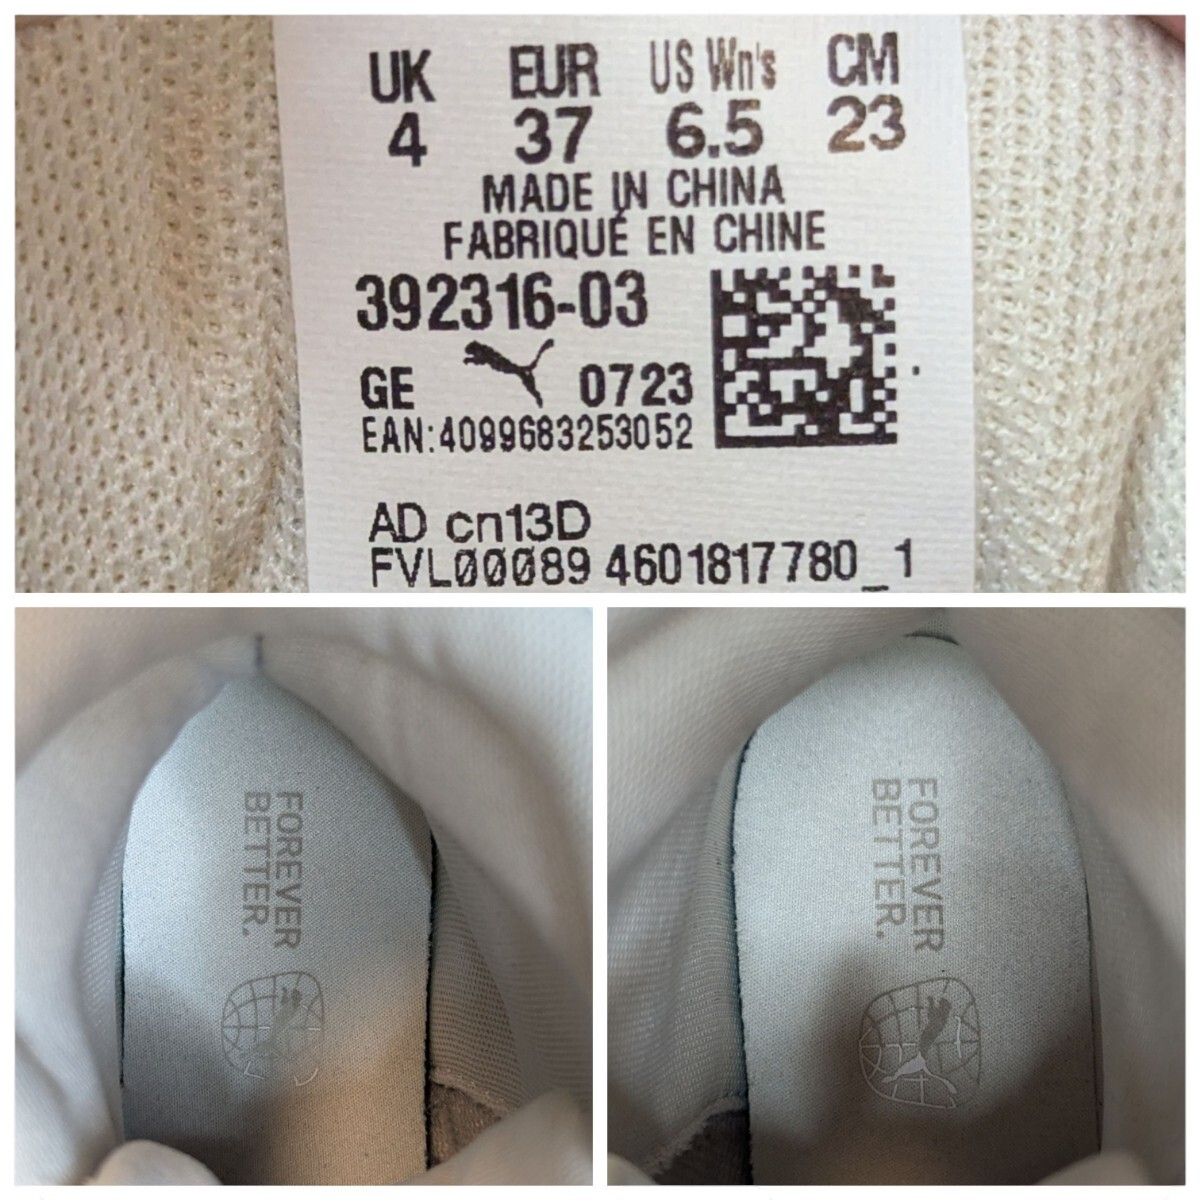 UK EUR US Wn's CM
4 37 6.5 23
MADE IN CHINA
FABRIQUÉ EN CHINE
392316-03
GE 0723
EAN:4099683253052
AD cn13D
FVL00089 4601817780_1
FOREVER
BETTER.
FOREVER
BETTER.